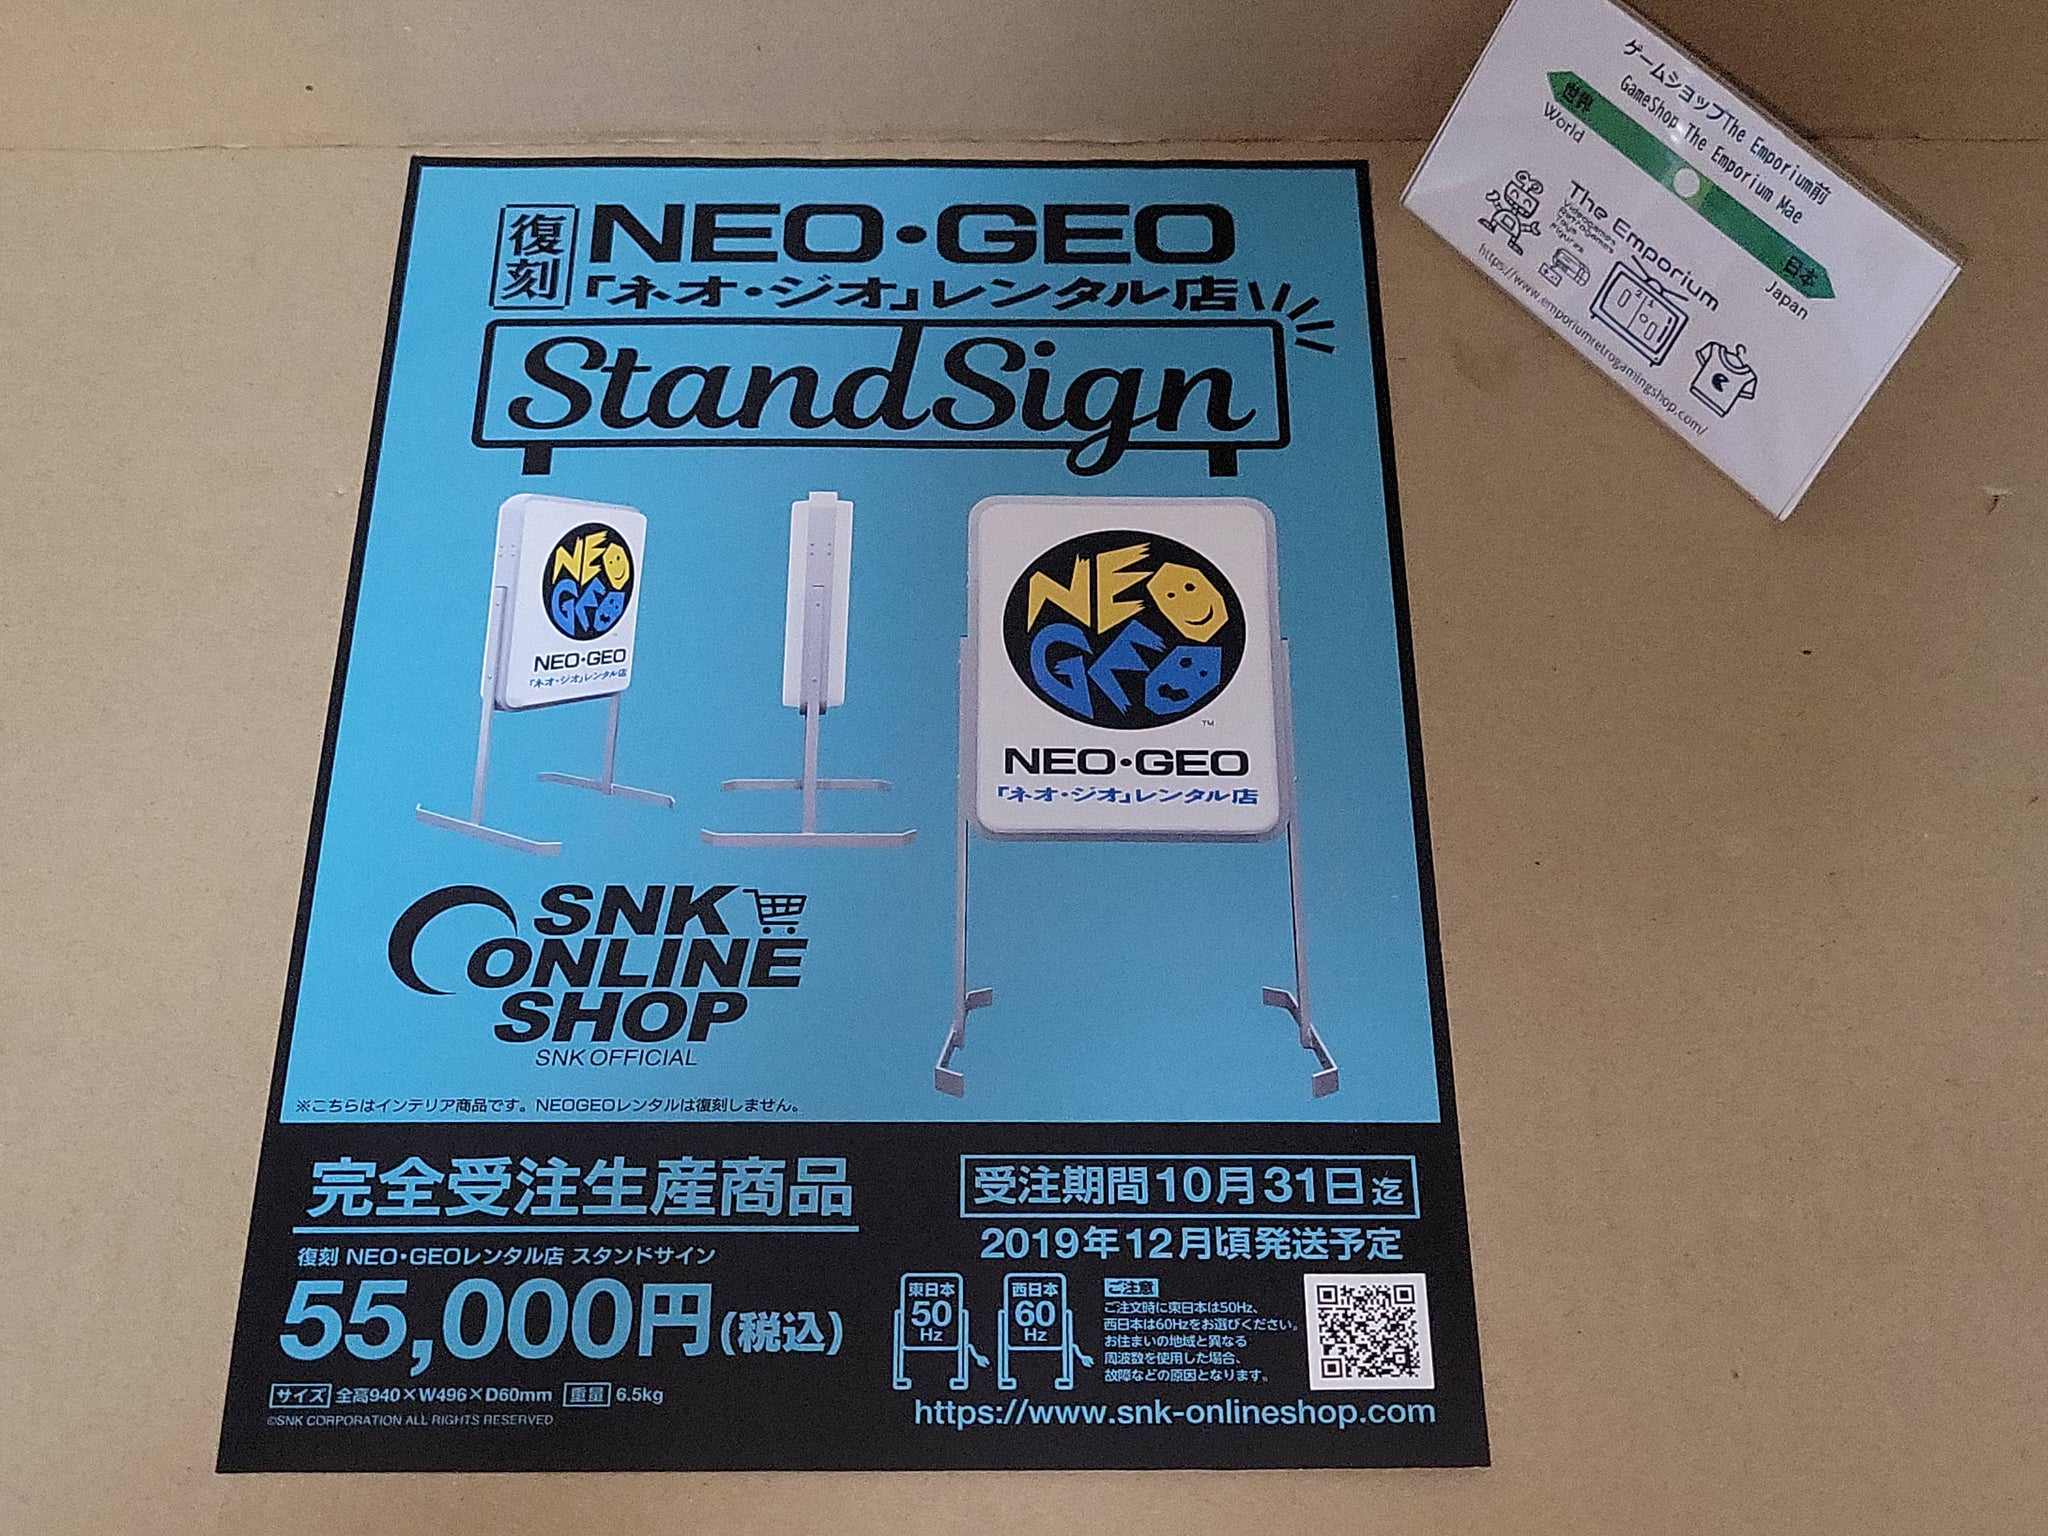 復刻
NEO・GEO
「ネオ・ジオ」レンタル店
StandSign
NEO
GEO
NEO・GEO
「ネオ・ジオ」レンタル店
NEO
GEO
™
NEO・GEO
「ネオ・ジオ」レンタル店
SNK
ONLINE
SHOP
SNK OFFICIAL
※こちらはインテリア商品です。NEOGEOレンタルは復刻しません。
完全受注生産商品
復刻 NEO・GEOレンタル店 スタンドサイン
55,000円(税込)
サイズ 全高940×W496×D60mm 重量 6.5kg
©SNK CORPORATION ALL RIGHTS RESERVED
受注期間10月31日迄
2019年12月頃発送予定
東日本
50
Hz
西日本
60
Hz
ご注意
ご注文時に東日本は50Hz、
西日本は60Hzをお選びください。
お住まいの地域と異なる
周波数を使用した場合、
故障などの原因となります。
https://www.snk-onlineshop.com
ゲームショップThe Emporium前
GameShop The Emporium Mae
世界
World
日本
Japan
The Emporium
Videogames
Retrogames
Toys
Figures
https://www.emporiumretrogamingshop.com/